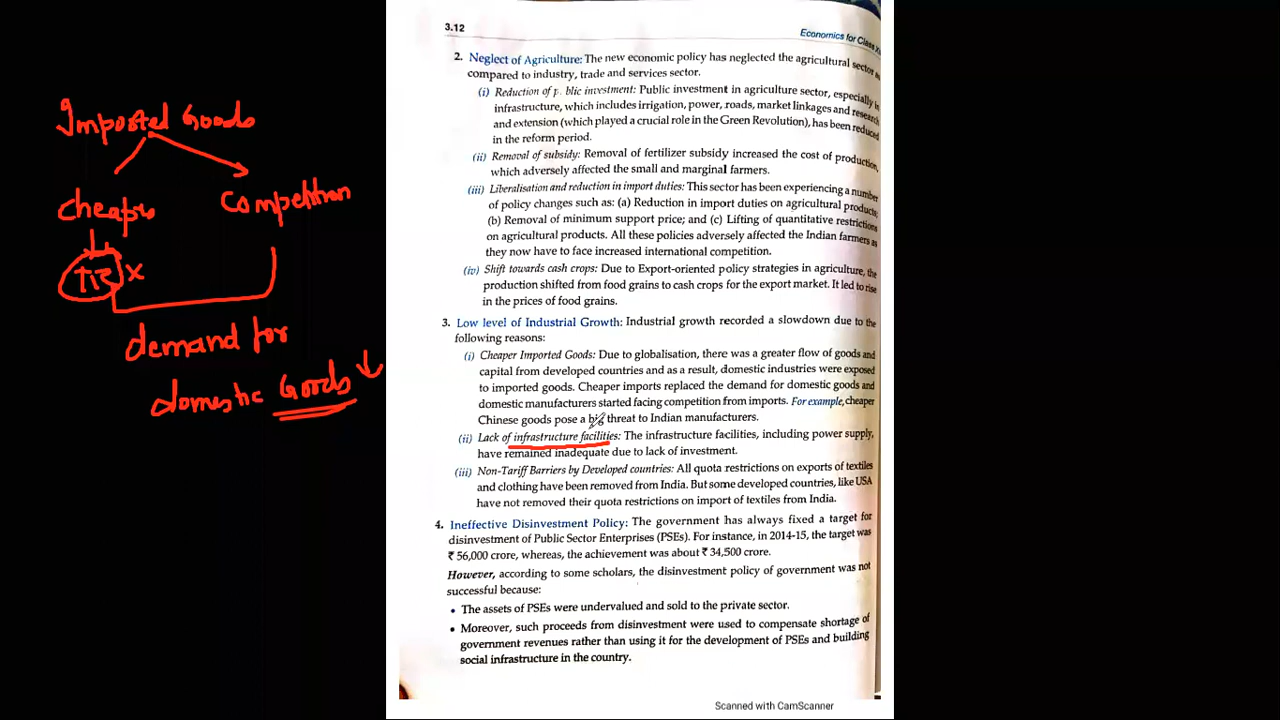 Imported Goods
Cheaper
Competition
TR X
demand for
domestic Goods ↓
3.12
Economics for Class
2. Neglect of Agriculture: The new economic policy has neglected the agricultural sector as
compared to industry, trade and services sector.
(i) Reduction of p blic investment: Public investment in agriculture sector, especially in
infrastructure, which includes irrigation, power, roads, market linkages and research
and extension (which played a crucial role in the Green Revolution), has been reduced
in the reform period.
(ii) Removal of subsidy: Removal of fertilizer subsidy increased the cost of production,
which adversely affected the small and marginal farmers.
(iii) Liberalisation and reduction in import duties: This sector has been experiencing a number
of policy changes such as: (a) Reduction in import duties on agricultural products;
(b) Removal of minimum support price; and (c) Lifting of quantitative restrictions
on agricultural products. All these policies adversely affected the Indian farmers as
they now have to face increased international competition.
(iv) Shift towards cash crops: Due to Export-oriented policy strategies in agriculture, the
production shifted from food grains to cash crops for the export market. It led to rise
in the prices of food grains.
3. Low level of Industrial Growth: Industrial growth recorded a slowdown due to the
following reasons:
(i) Cheaper Imported Goods: Due to globalisation, there was a greater flow of goods and
capital from developed countries and as a result, domestic industries were exposed
to imported goods. Cheaper imports replaced the demand for domestic goods and
domestic manufacturers started facing competition from imports. For example, cheaper
Chinese goods pose a big threat to Indian manufacturers.
(ii) Lack of infrastructure facilities: The infrastructure facilities, including power supply,
have remained inadequate due to lack of investment.
(iii) Non-Tariff Barriers by Developed countries: All quota restrictions on exports of textiles
and clothing have been removed from India. But some developed countries, like USA
have not removed their quota restrictions on import of textiles from India.
4. Ineffective Disinvestment Policy: The government has always fixed a target for
disinvestment of Public Sector Enterprises (PSEs). For instance, in 2014-15, the target was
₹ 56,000 crore, whereas, the achievement was about ₹ 34,500 crore.
However, according to some scholars, the disinvestment policy of government was not
successful because:
• The assets of PSEs were undervalued and sold to the private sector.
• Moreover, such proceeds from disinvestment were used to compensate shortage of
government revenues rather than using it for the development of PSEs and building
social infrastructure in the country.
Scanned with CamScanner